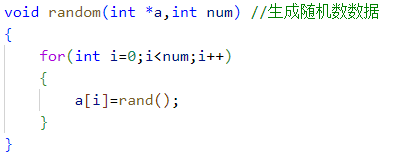 void random(int *a,int num) //生成随机数数据
{
    for(int i=0;i<num;i++)
    {
        a[i]=rand();
    }
}